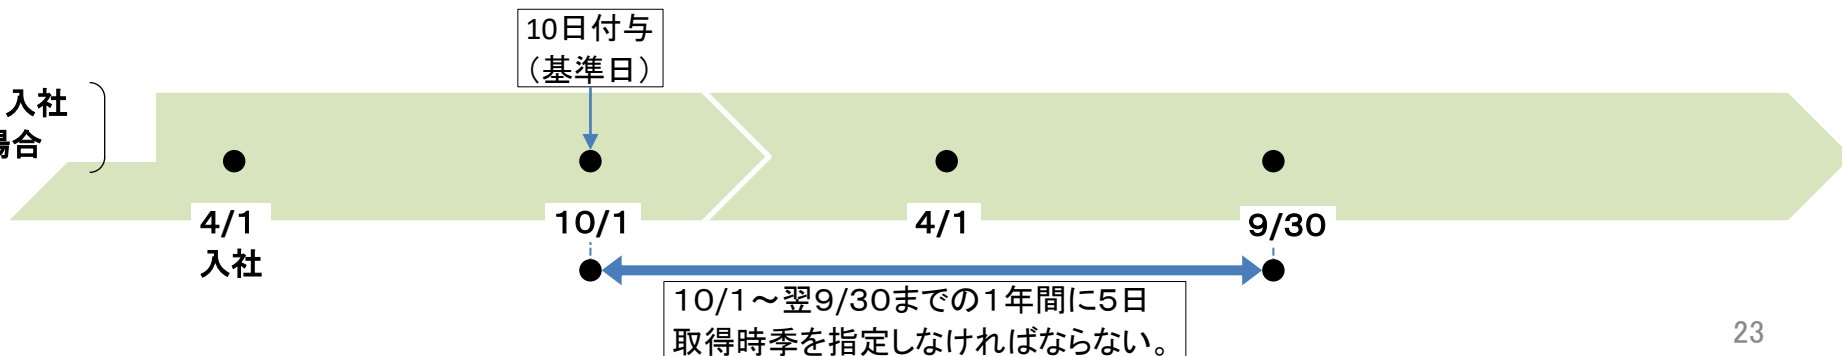 10日付与
（基準日）
入社
場合
4/1
入社
10/1
4/1
9/30
10/1～翌9/30までの1年間に5日
取得時季を指定しなければならない。
23